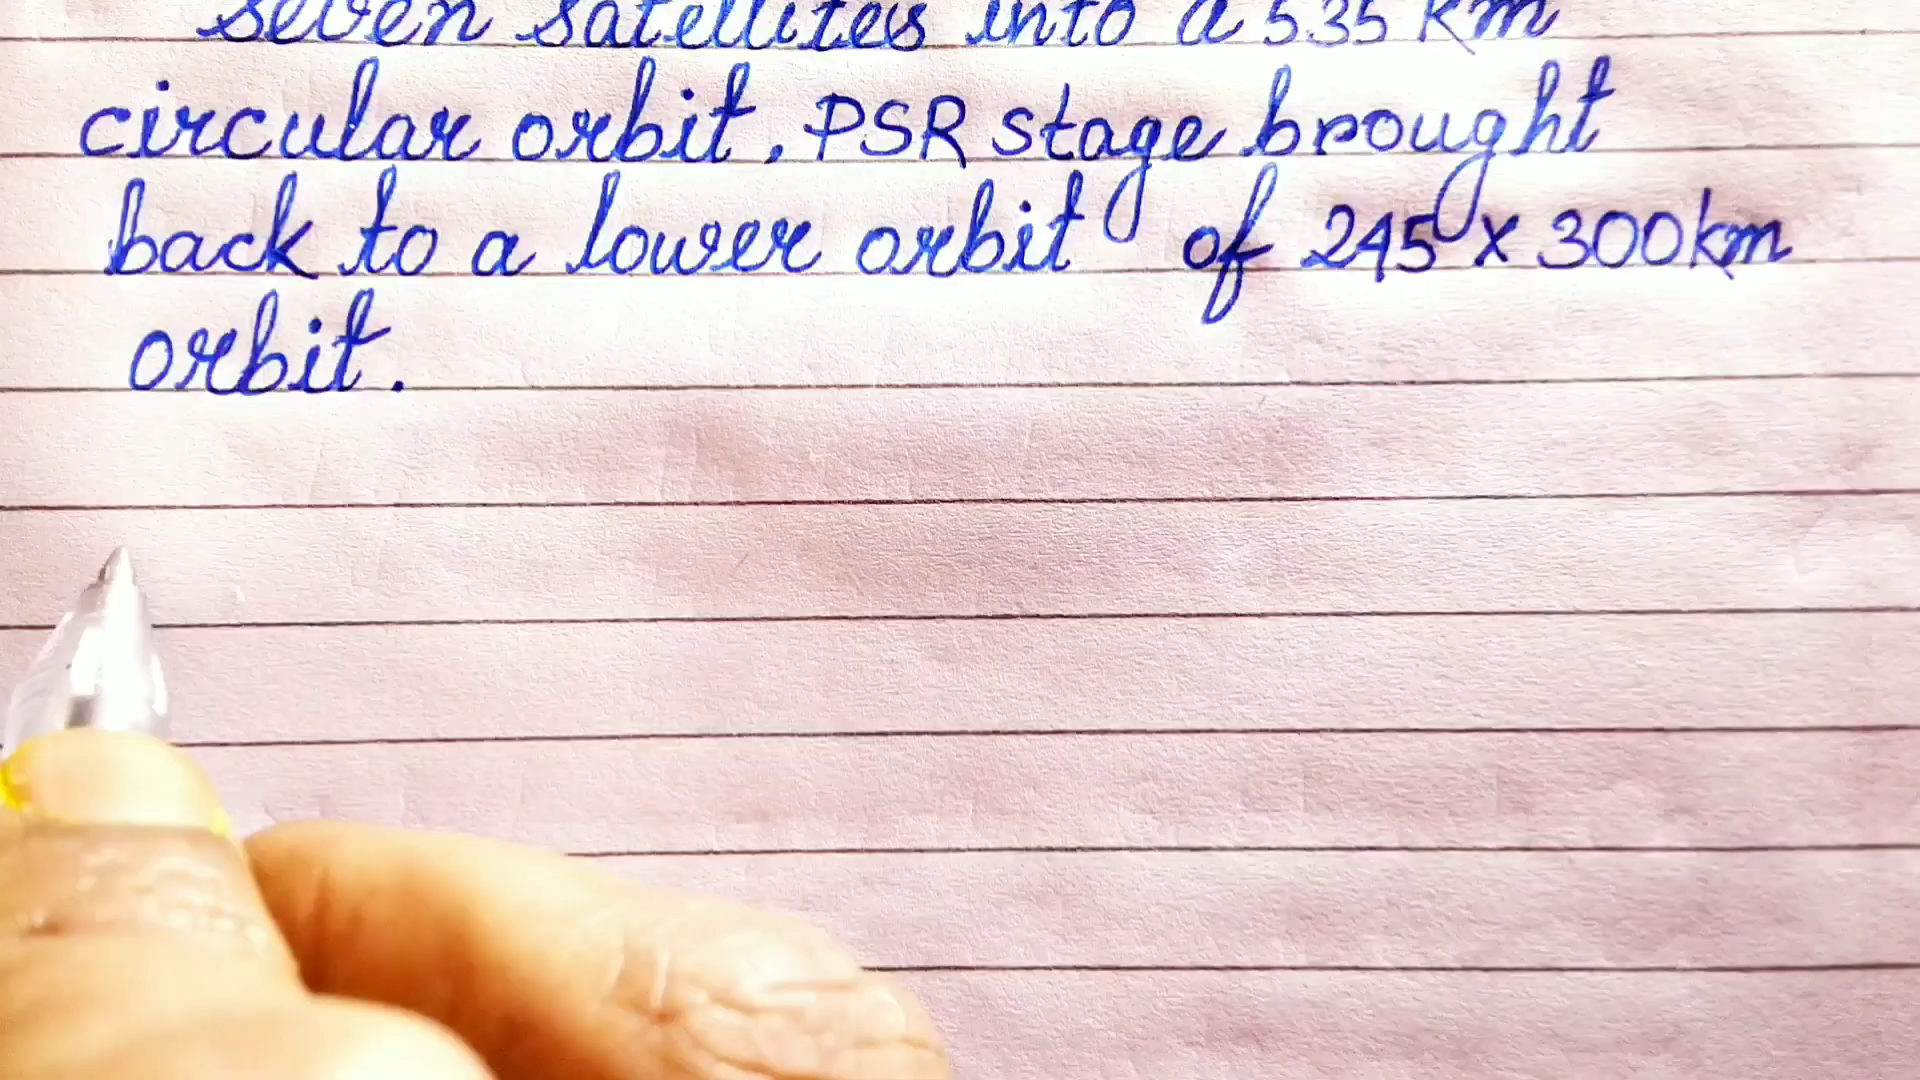 seven satellites into a 535 km
circular orbit. PSR stage brought
back to a lower orbit of 245 x 300km
orbit.